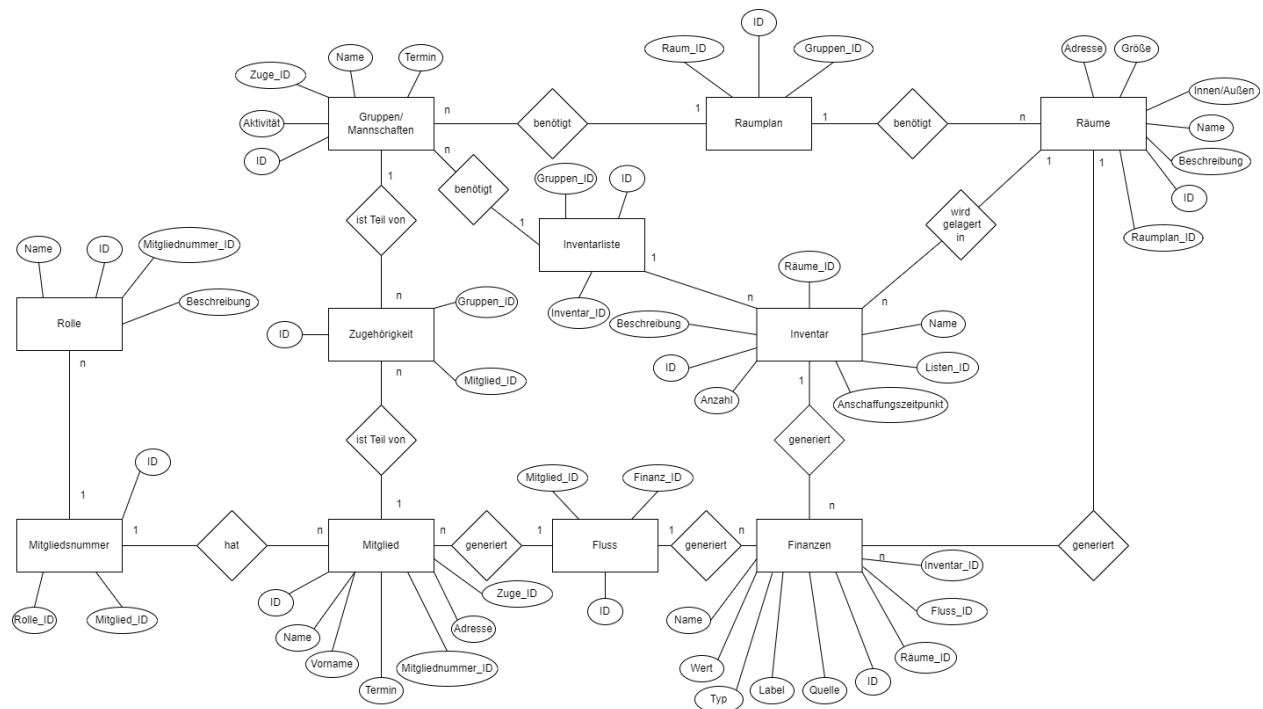 ID
Name
Termin
Raum_ID
Gruppen_ID
Adresse
Größe
Zuge_ID
Innen/Außen
Aktivität
Gruppen/
Mannschaften
n
benötigt
1
Raumplan
1
benötigt
n
Räume
Name
ID
n
1
1
Beschreibung
1
benötigt
Gruppen_ID
ID
ID
ist Teil von
1
wird
gelagert
in
Raumplan_ID
Name
ID
Mitgliednummer_ID
Inventarliste
1
Räume_ID
Beschreibung
n
Gruppen_ID
Inventar_ID
n
n
Rolle
ID
Zugehörigkeit
Beschreibung
Inventar
Name
n
n
Mitglied_ID
ID
1
Listen_ID
Anzahl
Anschaffungszeitpunkt
ist Teil von
generiert
ID
Mitglied_ID
Finanz_ID
1
1
n
Mitgliedsnummer
1
hat
n
Mitglied
n
generiert
1
Fluss
1
generiert
n
Finanzen
n
generiert
Inventar_ID
Rolle_ID
Mitglied_ID
ID
Zuge_ID
ID
Fluss_ID
Name
Adresse
Name
Räume_ID
Vorname
Mitgliednummer_ID
Wert
ID
Termin
Typ
Label
Quelle